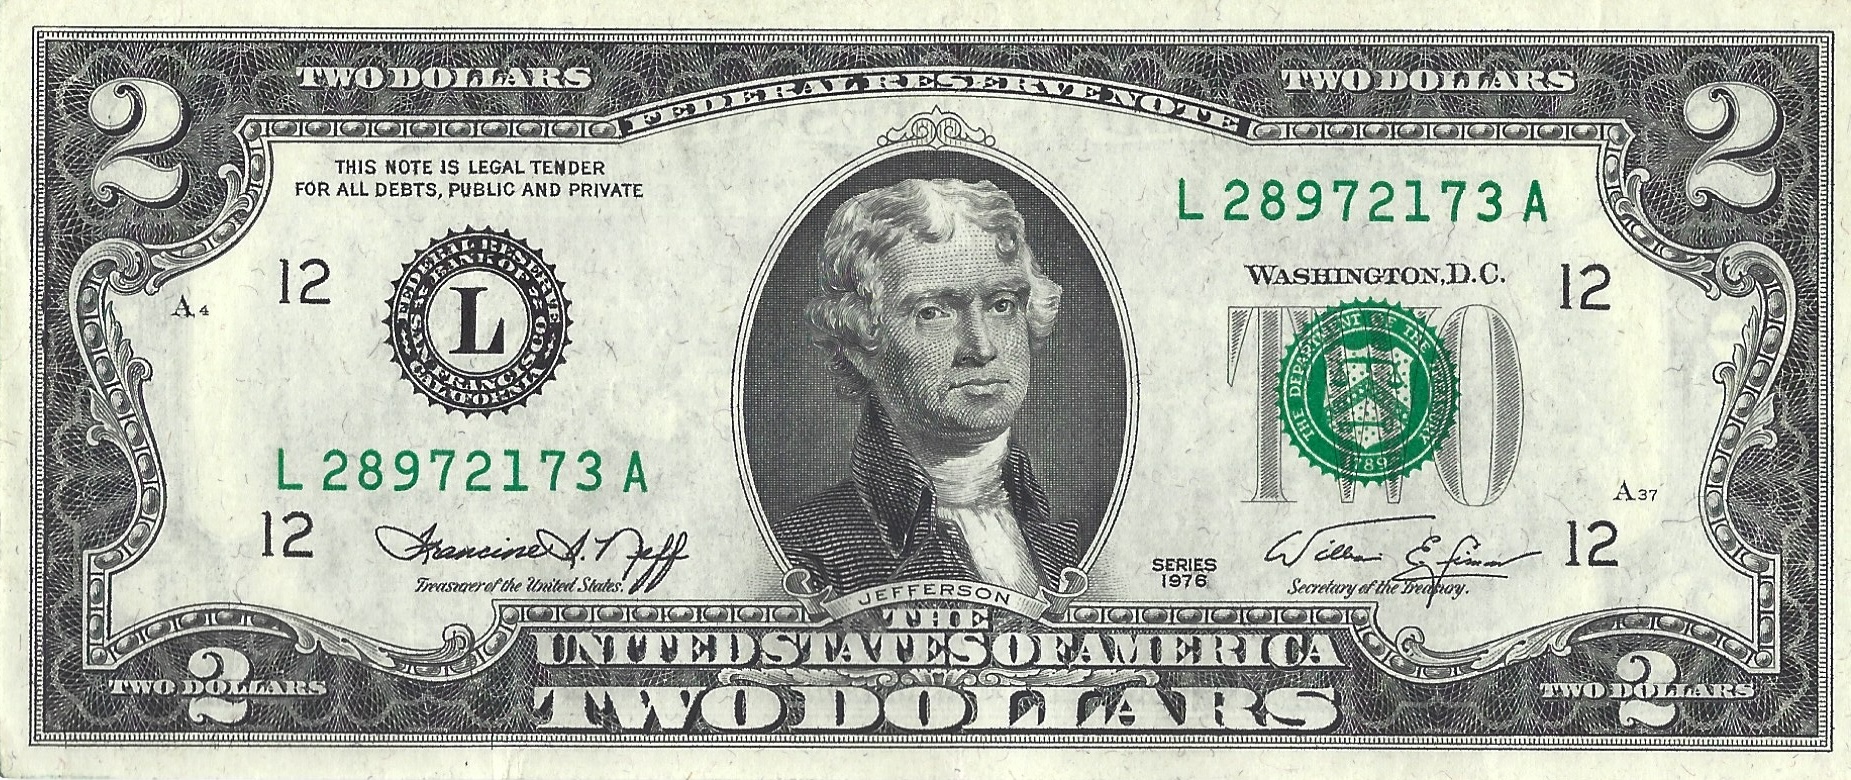 TWO DOLLARS
FEDERAL RESERVE NOTE
TWO DOLLARS
2
2
THIS NOTE IS LEGAL TENDER
FOR ALL DEBTS, PUBLIC AND PRIVATE
L 28972173 A
WASHINGTON, D.C.
12
12
A 4
FEDERAL RESERVE
BANK OF
SAN FRANCISCO
CALIFORNIA
L
TWO
THE DEPARTMENT OF THE TREASURY
1789
L 28972173 A
A 37
12
12
Francine I. Neff
Treasurer of the United States.
SERIES
1976
William E. Simon
Secretary of the Treasury.
JEFFERSON
THE
UNITED STATES OF AMERICA
2
TWO DOLLARS
TWO DOLLARS
2
TWO DOLLARS